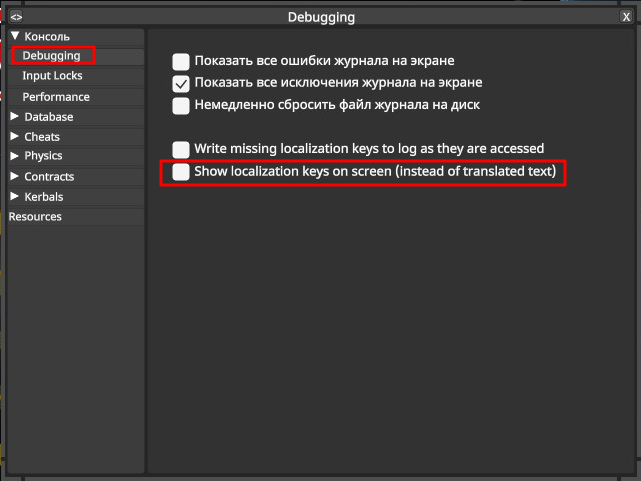 <> Debugging X
Консоль
Debugging
Input Locks
Performance
Database
Cheats
Physics
Contracts
Kerbals
Resources
Показать все ошибки журнала на экране
Показать все исключения журнала на экране
Немедленно сбросить файл журнала на диск
Write missing localization keys to log as they are accessed
Show localization keys on screen (instead of translated text)